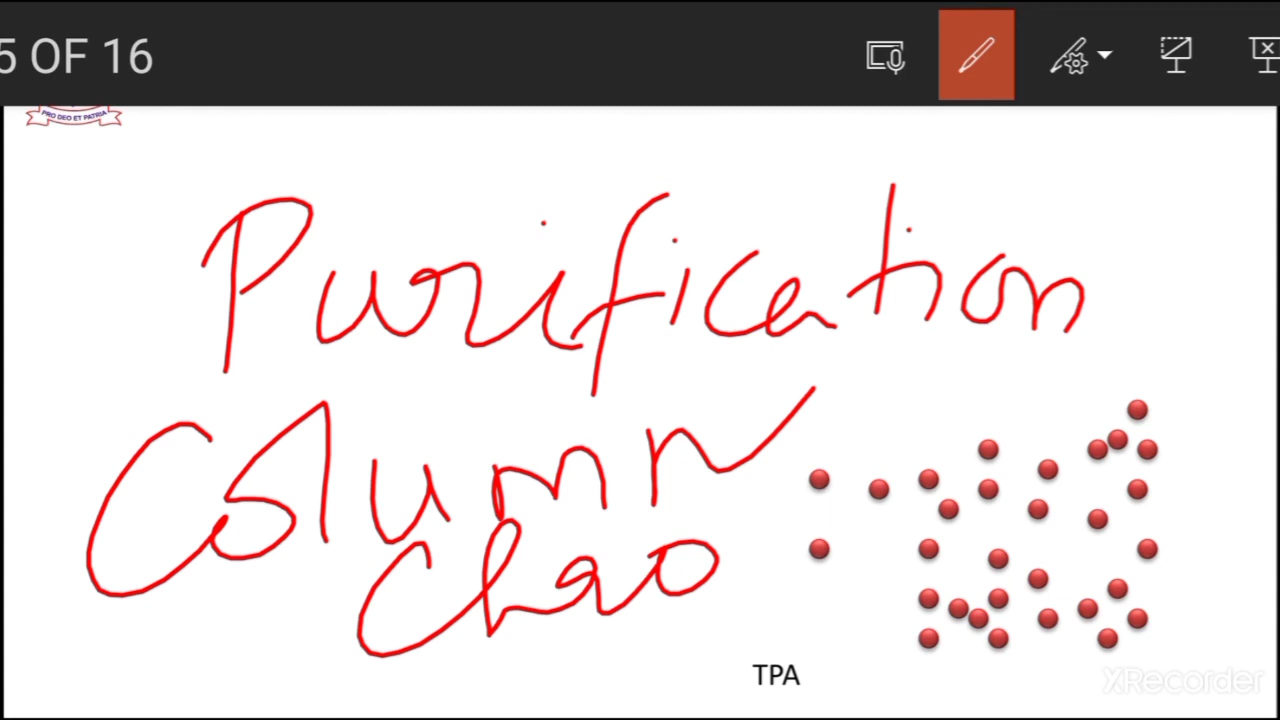 5 OF 16
PRO DEO ET PATRIA
Purification
Column
Chro
TPA
XRecorder